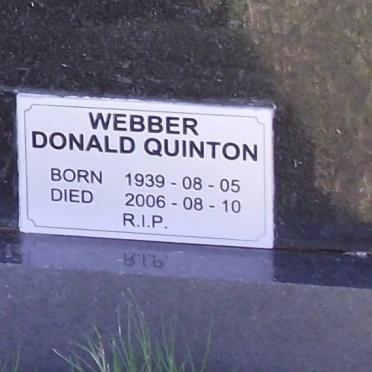 WEBBER
DONALD QUINTON
BORN 1939 - 08 - 05
DIED 2006 - 08 - 10
R.I.P.